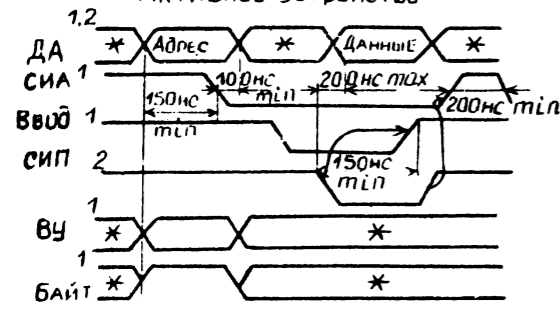 1,2
ДА * Адрес * Данные *
СИА 1 100нс min 200нс max
150нс min 200нс min
Ввод 1
СИП 2 150нс min
1
ВУ * *
1
БАЙТ * *